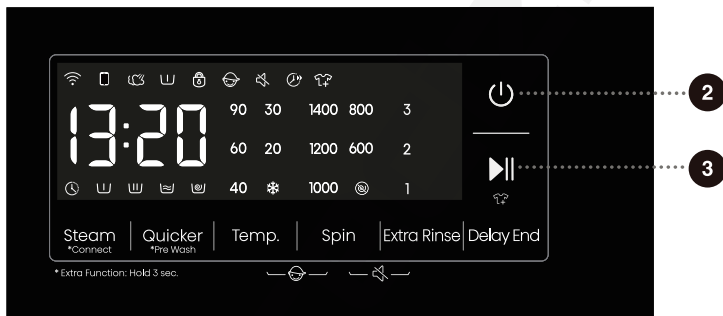 90 30 1400 800 3
13:20
60 20 1200 600 2
40 1000 1
Steam Quicker Temp. Spin Extra Rinse Delay End
*Connect *Pre Wash
* Extra Function: Hold 3 sec.
2
3